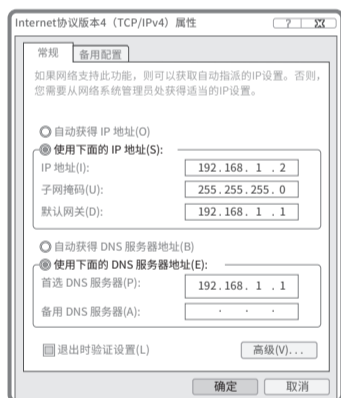 Internet协议版本4（TCP/IPv4）属性
常规 备用配置
如果网络支持此功能，则可以获取自动指派的IP设置。否则，
您需要从网络系统管理员处获得适当的IP设置。
自动获得 IP 地址(O)
使用下面的 IP 地址(S):
IP 地址(I): 192.168. 1 . 2
子网掩码(U): 255.255.255. 0
默认网关(D): 192.168. 1 . 1
自动获得 DNS 服务器地址(B)
使用下面的 DNS 服务器地址(E):
首选 DNS 服务器(P): 192.168. 1 . 1
备用 DNS 服务器(A): . . .
退出时验证设置(L) 高级(V)...
确定 取消